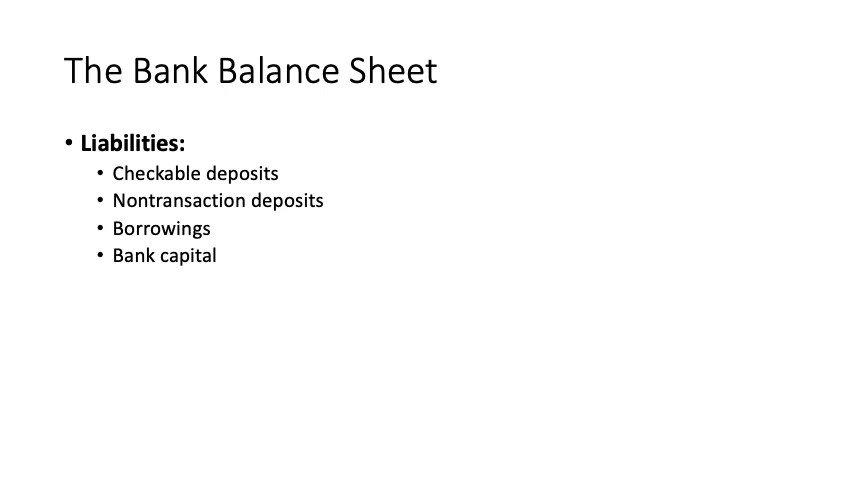 The Bank Balance Sheet
• Liabilities:
• Checkable deposits
• Nontransaction deposits
• Borrowings
• Bank capital